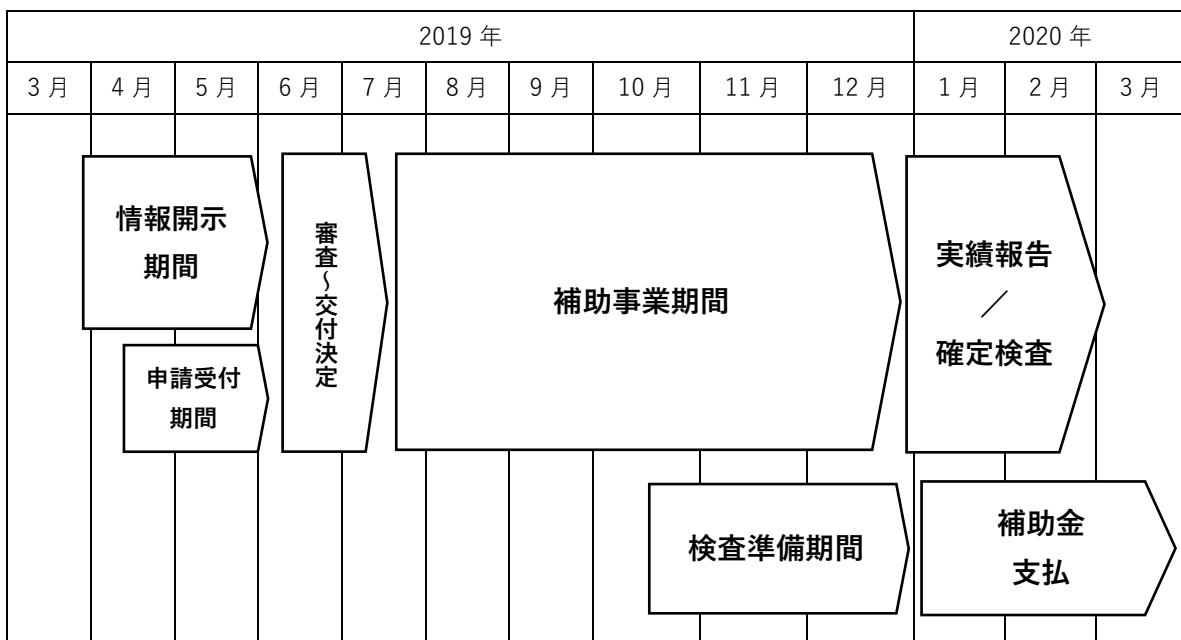 2019 年 2020 年
3 月 4 月 5 月 6 月 7 月 8 月 9 月 10 月 11 月 12 月 1 月 2 月 3 月
情報開示
期間
申請受付
期間
審査～交付決定
補助事業期間
実績報告
／
確定検査
検査準備期間
補助金
支払